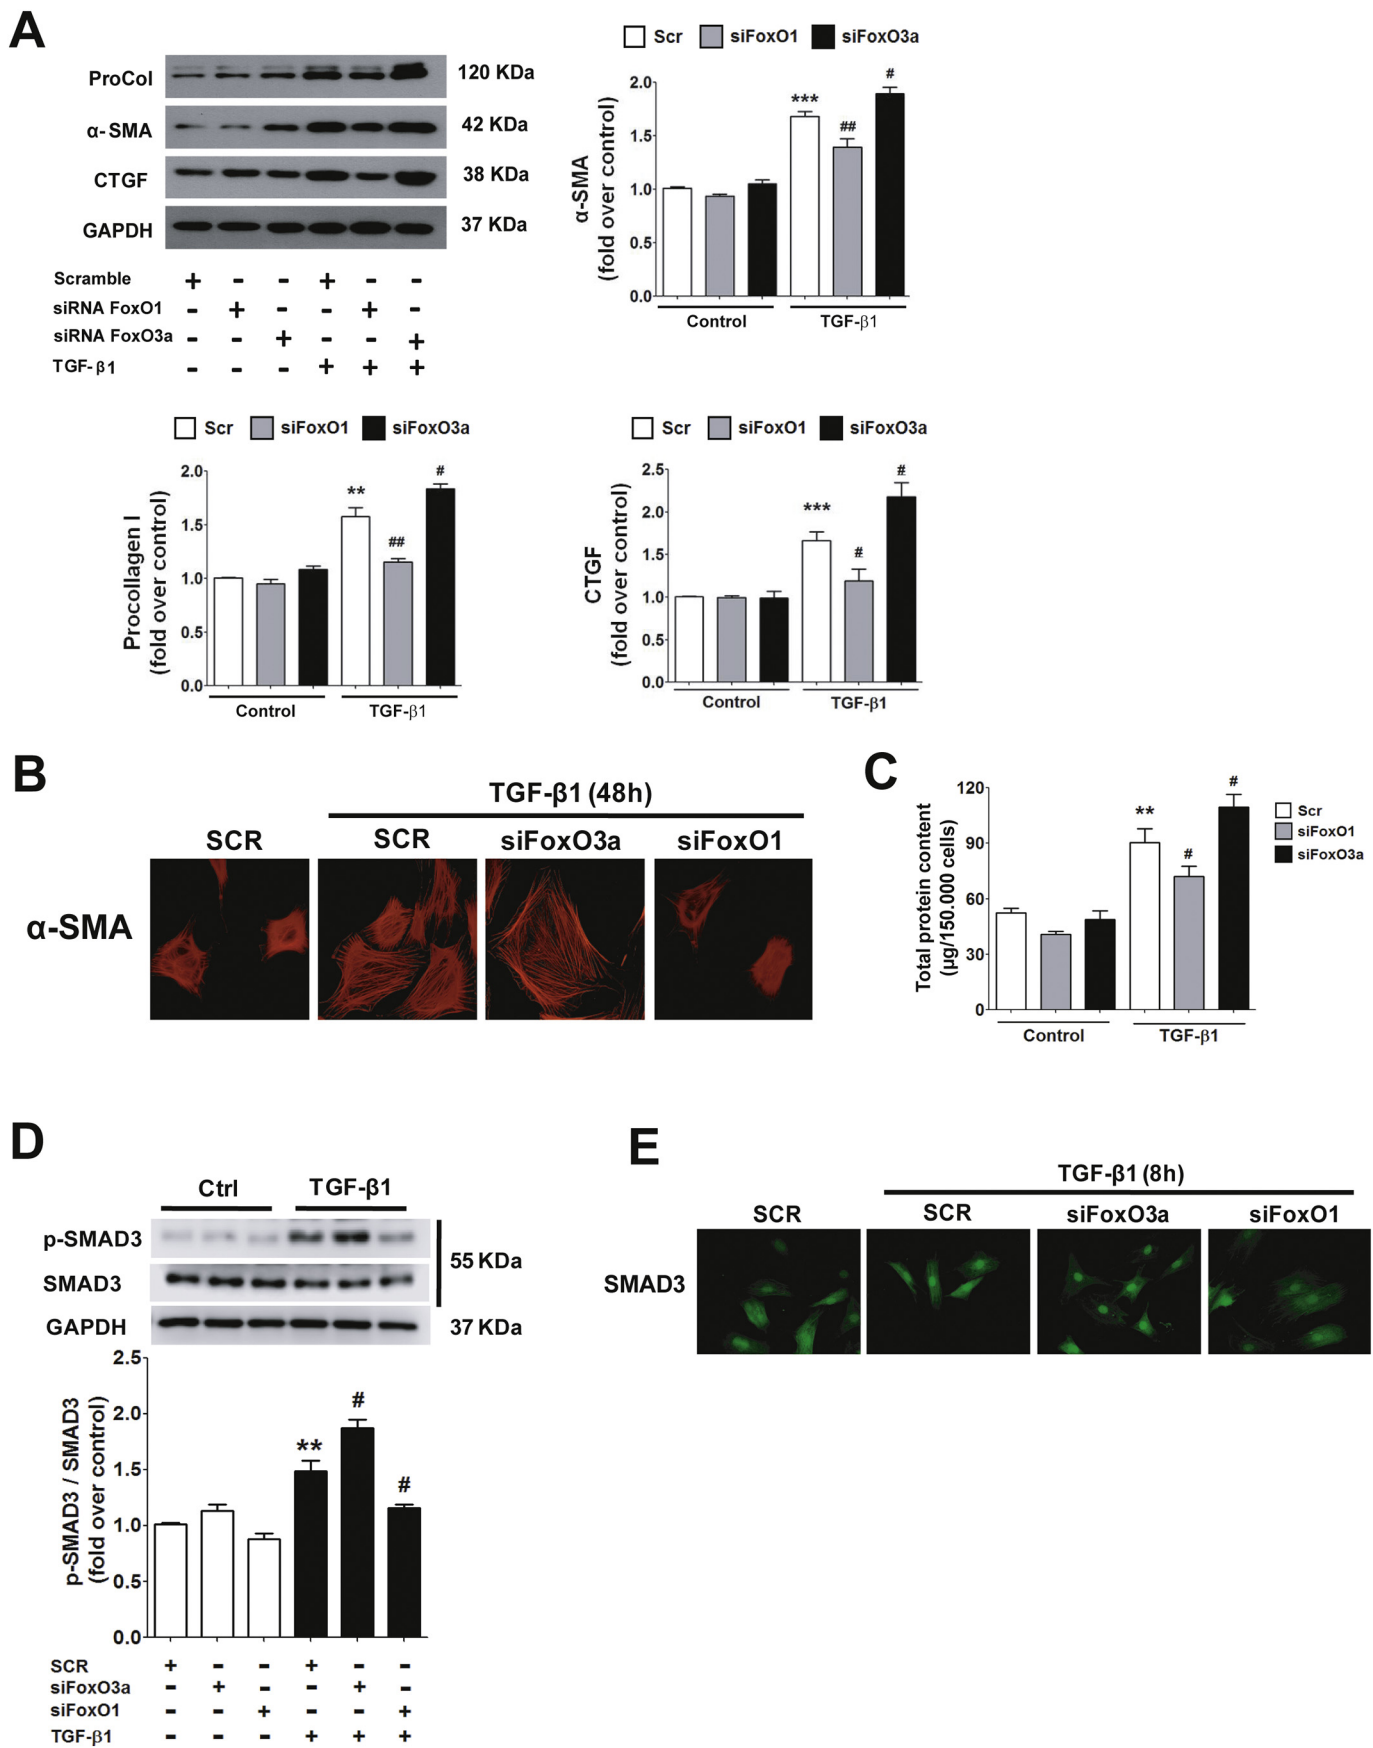 A
ProCol 120 KDa
α-SMA 42 KDa
CTGF 38 KDa
GAPDH 37 KDa
Scramble + - - + - -
siRNA FoxO1 - + - - + -
siRNA FoxO3a - - + - - +
TGF-β1 - - - + + +
Scr siFoxO1 siFoxO3a
α-SMA
(fold over control)
2.0
1.5
1.0
0.5
0.0
***
##
#
Control TGF-β1
Scr siFoxO1 siFoxO3a
Procollagen I
(fold over control)
2.0
1.5
1.0
0.5
0.0
**
##
#
Control TGF-β1
Scr siFoxO1 siFoxO3a
CTGF
(fold over control)
2.5
2.0
1.5
1.0
0.5
0.0
***
#
#
Control TGF-β1
B
TGF-β1 (48h)
SCR SCR siFoxO3a siFoxO1
α-SMA
C
Total protein content
(µg/150.000 cells)
120
90
60
30
0
**
#
#
Control TGF-β1
Scr
siFoxO1
siFoxO3a
D
Ctrl TGF-β1
p-SMAD3
SMAD3
55 KDa
GAPDH 37 KDa
p-SMAD3 / SMAD3
(fold over control)
2.5
2.0
1.5
1.0
0.5
0.0
**
#
#
SCR + - - + - -
siFoxO3a - + - - + -
siFoxO1 - - + - - +
TGF-β1 - - - + + +
E
TGF-β1 (8h)
SCR SCR siFoxO3a siFoxO1
SMAD3